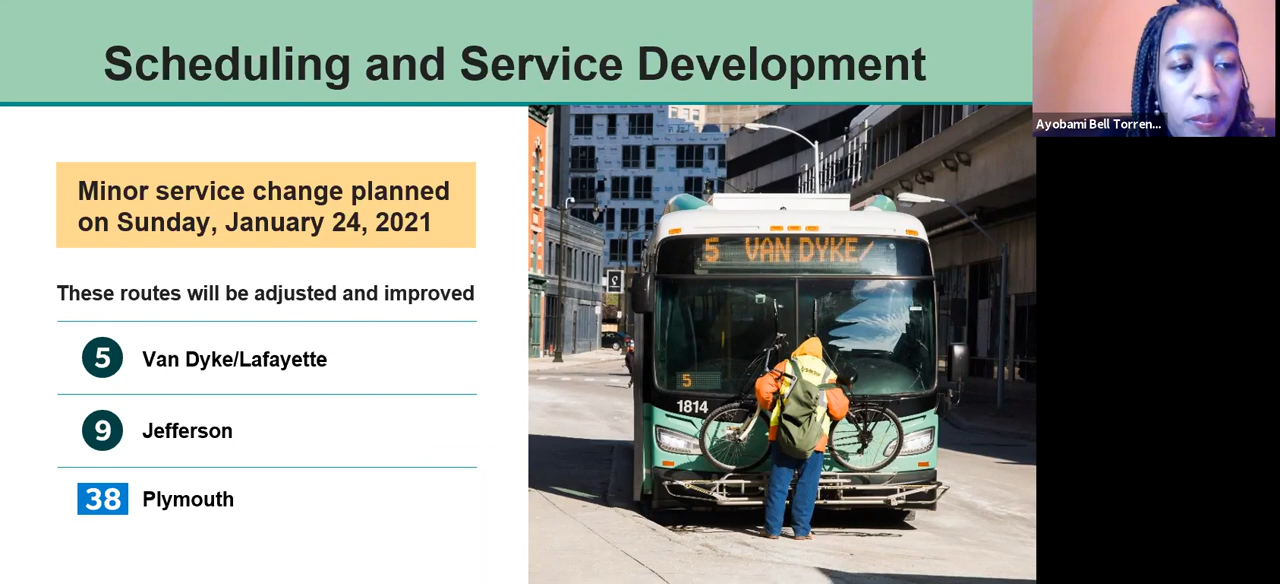 Scheduling and Service Development
Ayobami Bell Torren...
Minor service change planned
on Sunday, January 24, 2021
These routes will be adjusted and improved
5 Van Dyke/Lafayette
9 Jefferson
38 Plymouth
5 VAN DYKE/
5
1814